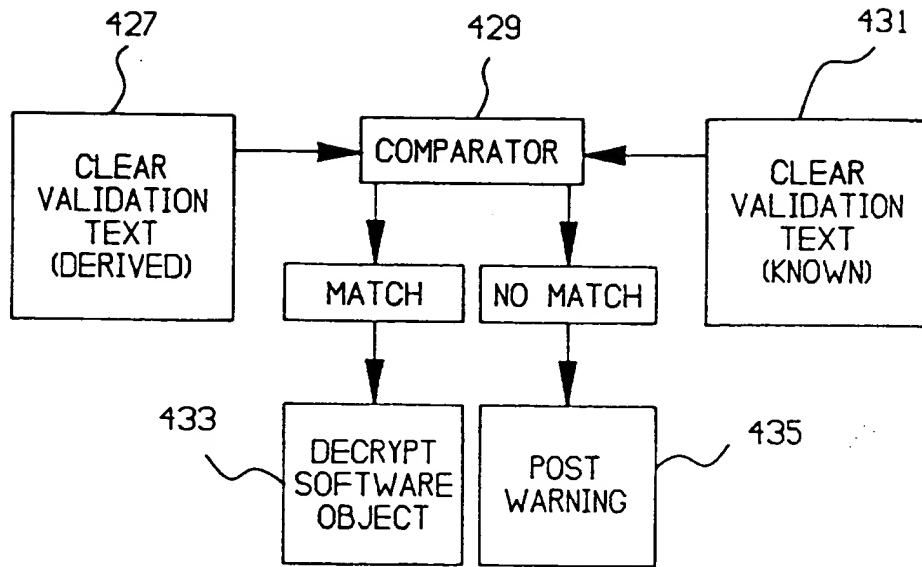 427
429
431
CLEAR
VALIDATION
TEXT
(DERIVED)
COMPARATOR
CLEAR
VALIDATION
TEXT
(KNOWN)
MATCH
NO MATCH
433
DECRYPT
SOFTWARE
OBJECT
POST
WARNING
435